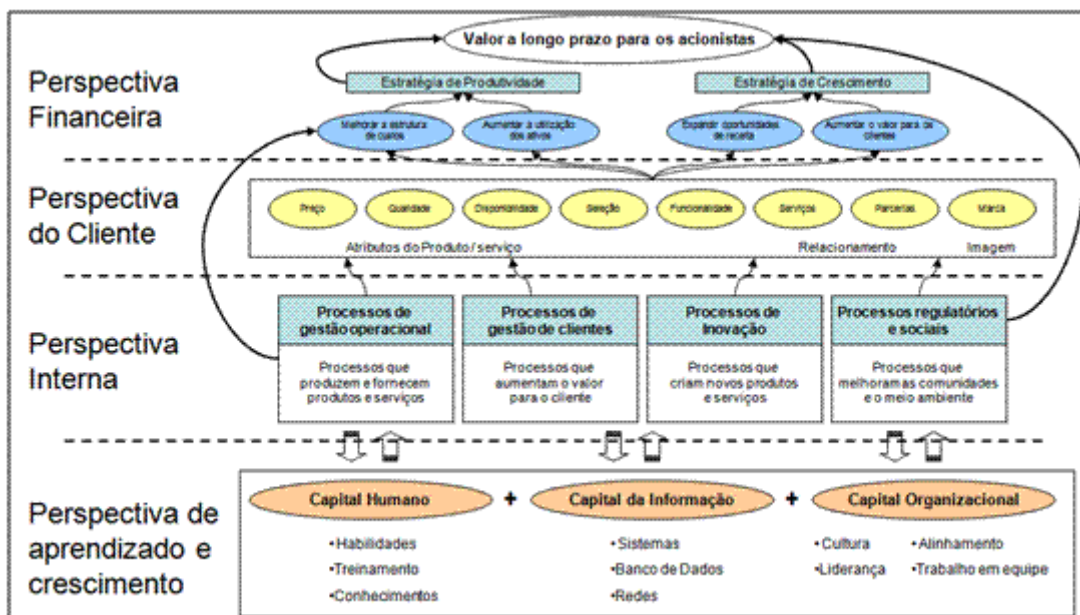 Valor a longo prazo para os acionistas
Perspectiva
Financeira
Estratégia de Produtividade
Estratégia de Crescimento
Melhorar a estrutura
de custos
Aumentar a utilização
dos ativos
Expandir oportunidades
de receita
Aumentar o valor para os
clientes
Perspectiva
do Cliente
Preço
Qualidade
Disponibilidade
Seleção
Funcionalidade
Serviços
Parcerias
Marca
Atributos do Produto / serviço
Relacionamento
Imagem
Perspectiva
Interna
Processos de
gestão operacional
Processos que
produzem e fornecem
produtos e serviços
Processos de
gestão de clientes
Processos que
aumentam o valor
para o cliente
Processos de
Inovação
Processos que
criam novos produtos
e serviços
Processos regulatórios
e sociais
Processos que
melhoram as comunidades
e o meio ambiente
Perspectiva de
aprendizado e
crescimento
Capital Humano
+
Capital da Informação
+
Capital Organizacional
•Habilidades
•Treinamento
•Conhecimentos
•Sistemas
•Banco de Dados
•Redes
•Cultura
•Liderança
•Alinhamento
•Trabalho em equipe